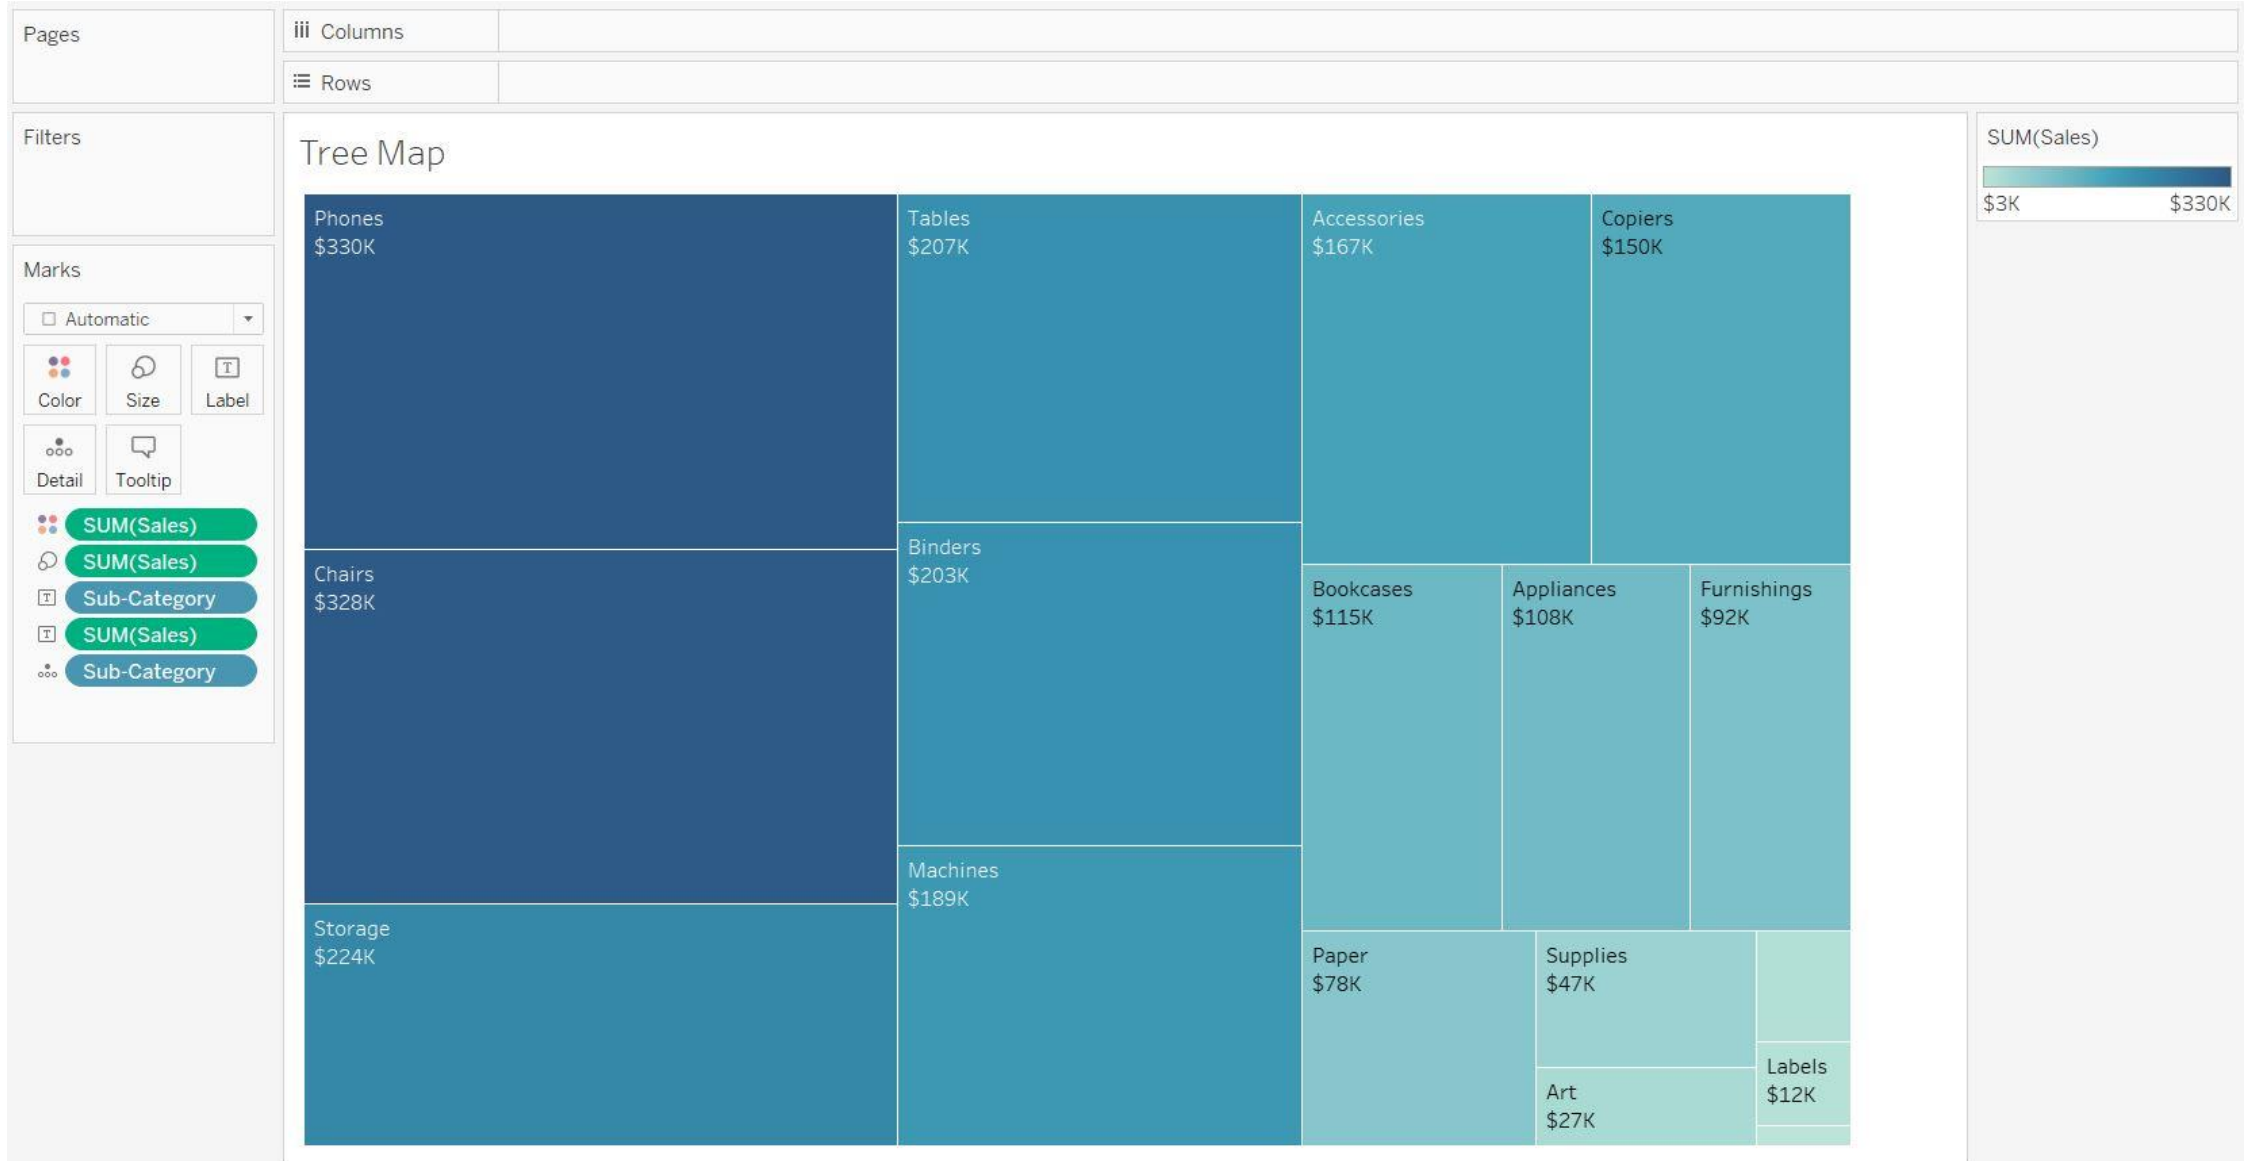 Pages
Columns
Rows
Filters
Marks
Automatic
Color
Size
Label
Detail
Tooltip
SUM(Sales)
SUM(Sales)
Sub-Category
SUM(Sales)
Sub-Category
Tree Map
Phones
$330K
Chairs
$328K
Storage
$224K
Tables
$207K
Binders
$203K
Machines
$189K
Accessories
$167K
Copiers
$150K
Bookcases
$115K
Appliances
$108K
Furnishings
$92K
Paper
$78K
Supplies
$47K
Art
$27K
Labels
$12K
SUM(Sales)
$3K $330K